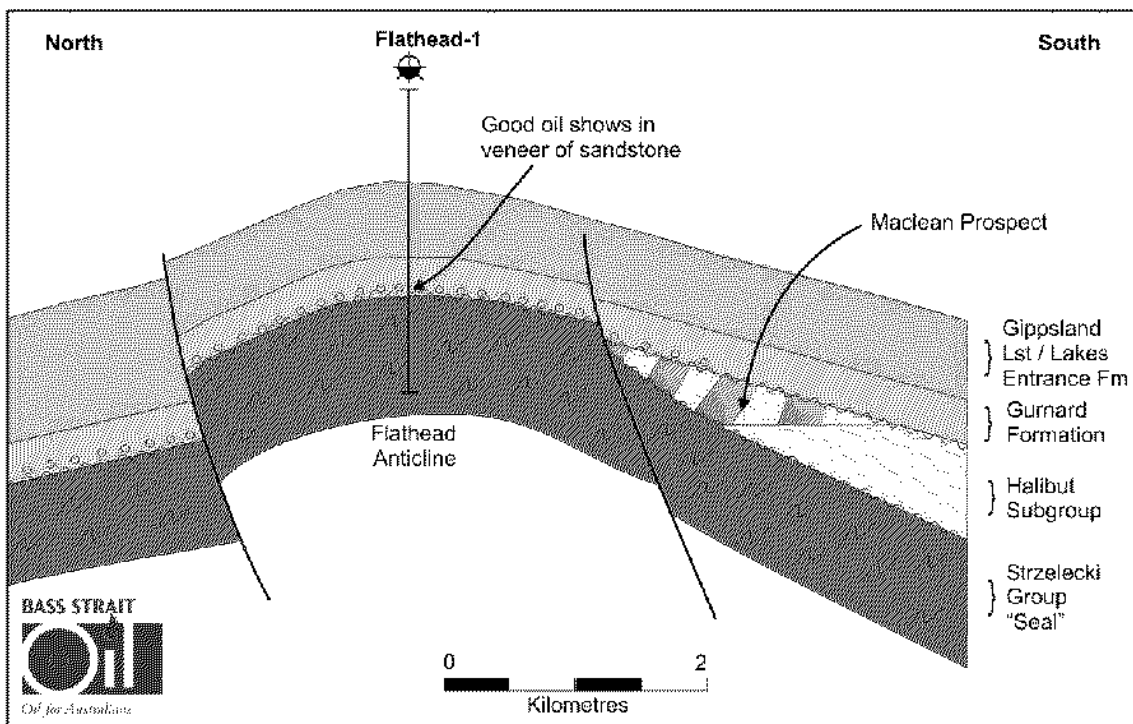 North
Flathead-1
South
Good oil shows in
veneer of sandstone
Maclean Prospect
Gippsland
Lst / Lakes
Entrance Fm
Gurnard
Formation
Flathead
Anticline
Halibut
Subgroup
Strzelecki
Group
"Seal"
BASS STRAIT
Oil
Oil for Australians
0 2
Kilometres